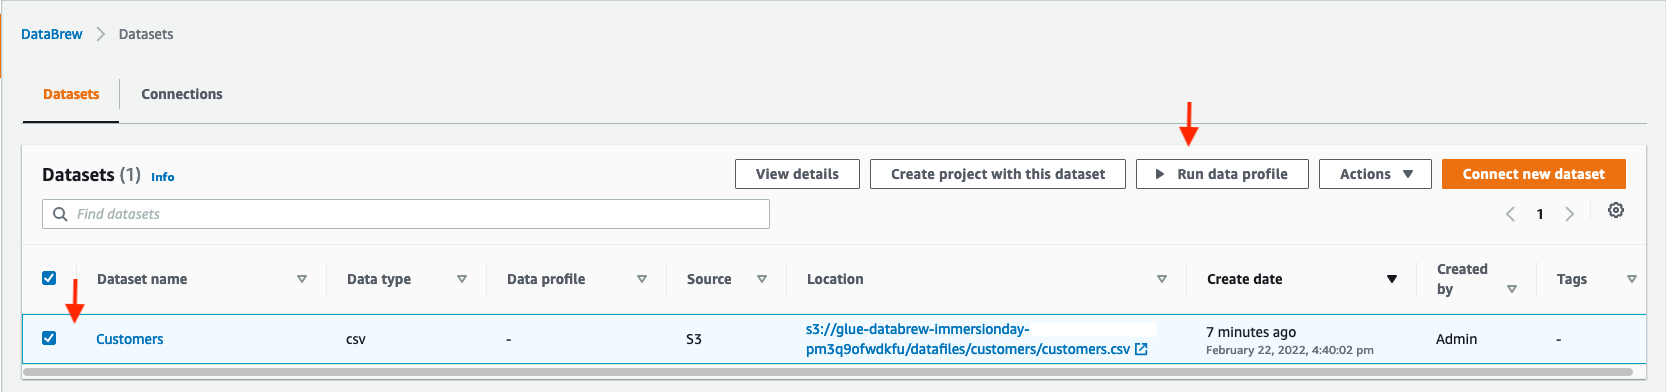 DataBrew > Datasets
Datasets Connections
Datasets (1) Info View details Create project with this dataset Run data profile Actions Connect new dataset
Find datasets 1
Dataset name Data type Data profile Source Location Create date Created by Tags
Customers csv - S3 s3://glue-databrew-immersionday- 7 minutes ago Admin -
pm3q9ofwdkfu/datafiles/customers/customers.csv February 22, 2022, 4:40:02 pm